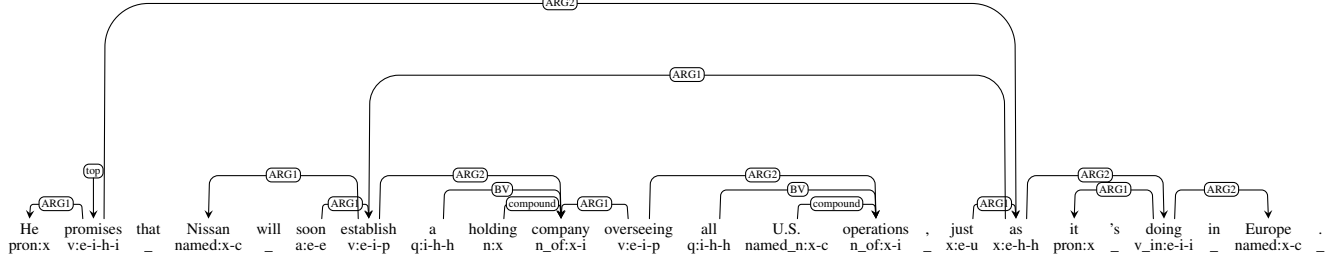 ARG2
ARG1
top
ARG1 ARG2 ARG2 ARG2
BV BV ARG1 ARG2
ARG1 ARG1 compound ARG1 compound ARG1
He promises that Nissan will soon establish a holding company overseeing all U.S. operations , just as it 's doing in Europe .
pron:x v:e-i-h-i _ named:x-c _ a:e-e v:e-i-p q:i-h-h n:x n_of:x-i v:e-i-p q:i-h-h named_n:x-c n_of:x-i _ x:e-u x:e-h-h pron:x _ v_in:e-i-i _ named:x-c _